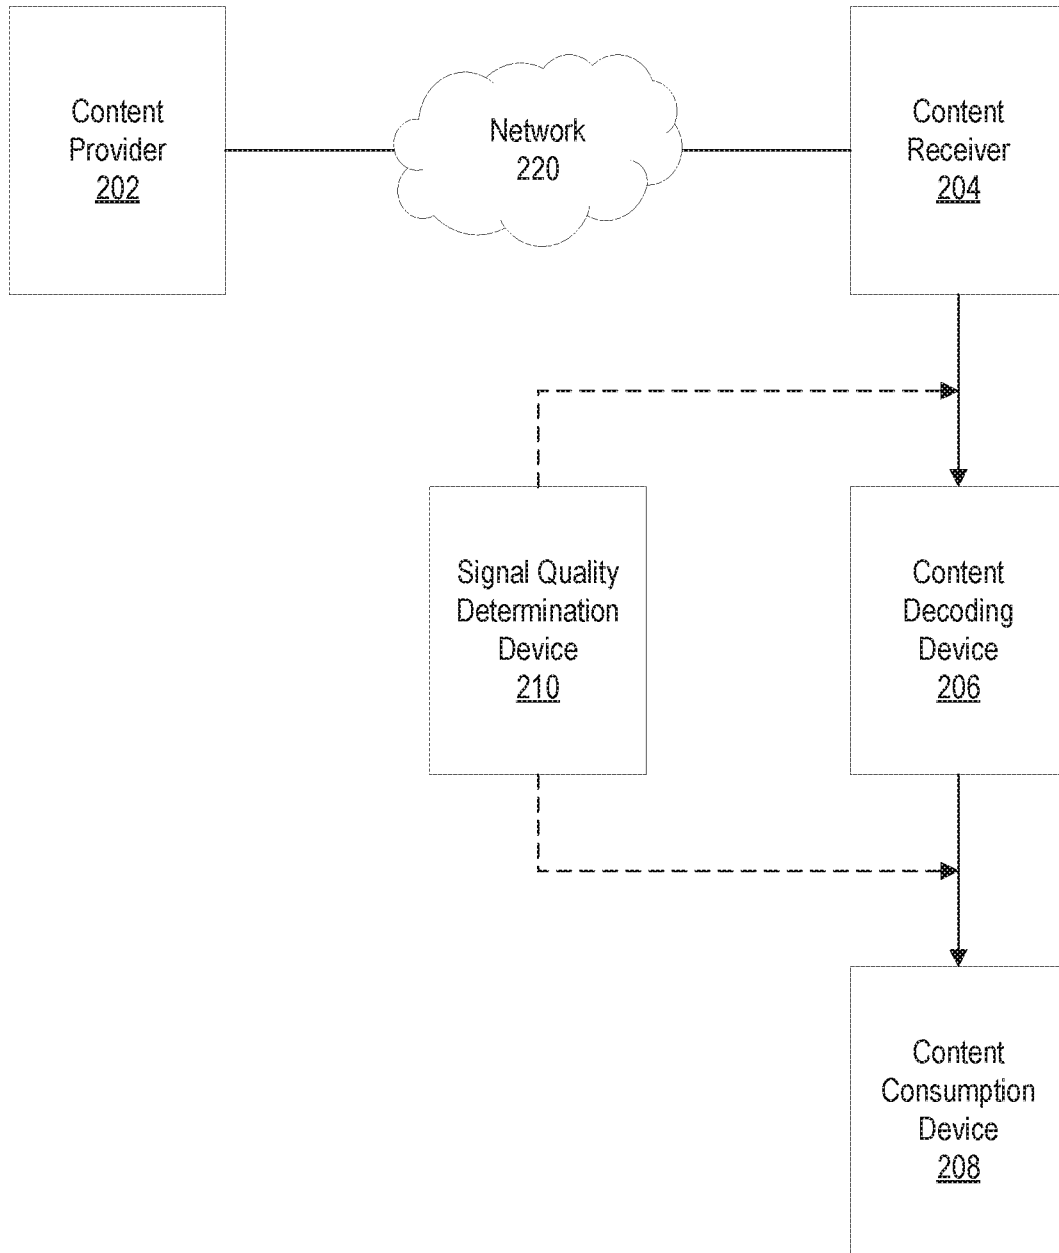 Content
Provider
202
Network
220
Content
Receiver
204
Signal Quality
Determination
Device
210
Content
Decoding
Device
206
Content
Consumption
Device
208